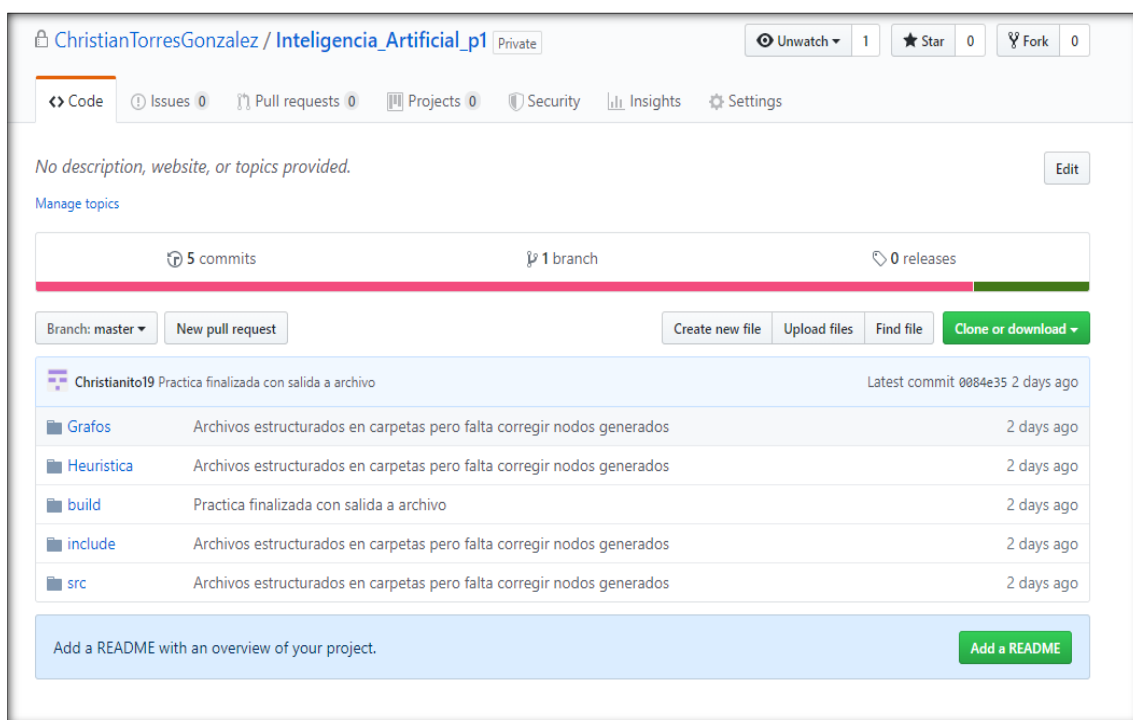 ChristianTorresGonzalez / Inteligencia_Artificial_p1 Private Unwatch 1 Star 0 Fork 0
Code Issues 0 Pull requests 0 Projects 0 Security Insights Settings
No description, website, or topics provided. Edit
Manage topics
5 commits 1 branch 0 releases
Branch: master New pull request Create new file Upload files Find file Clone or download
Christianito19 Practica finalizada con salida a archivo Latest commit 0084e35 2 days ago
Grafos Archivos estructurados en carpetas pero falta corregir nodos generados 2 days ago
Heuristica Archivos estructurados en carpetas pero falta corregir nodos generados 2 days ago
build Practica finalizada con salida a archivo 2 days ago
include Archivos estructurados en carpetas pero falta corregir nodos generados 2 days ago
src Archivos estructurados en carpetas pero falta corregir nodos generados 2 days ago
Add a README with an overview of your project. Add a README